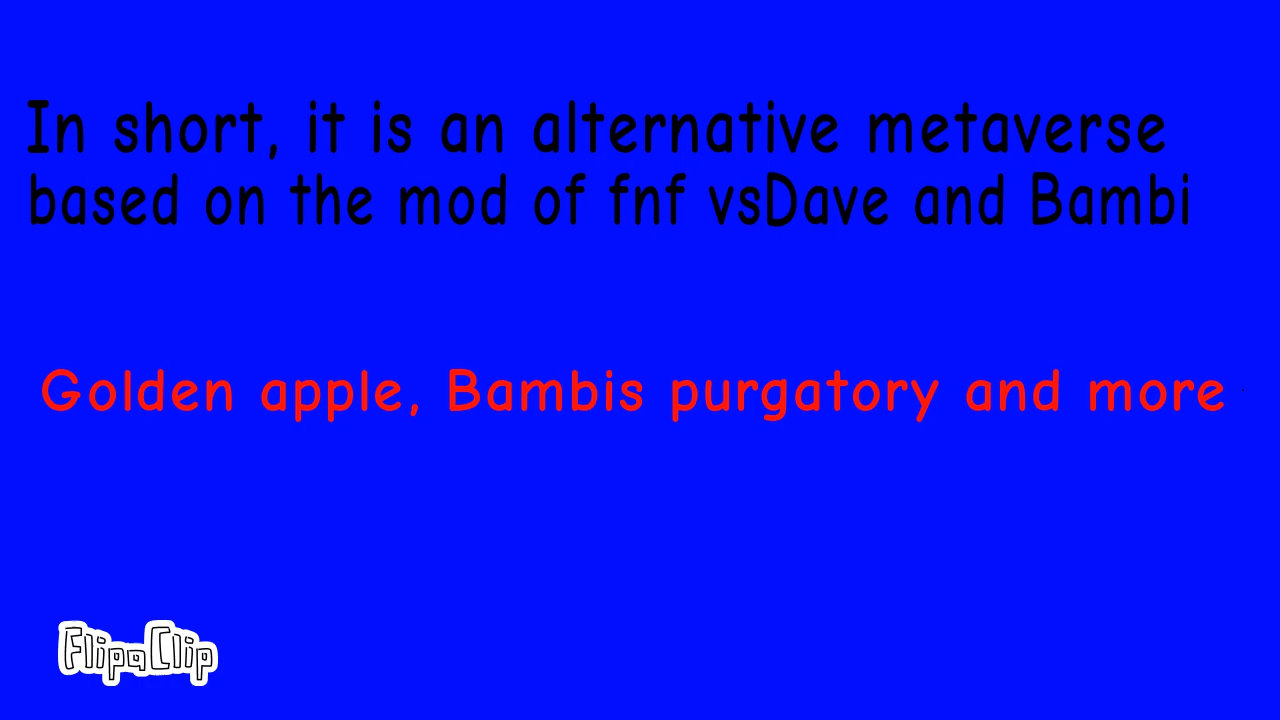 In short, it is an alternative metaverse
based on the mod of fnf vsDave and Bambi
Golden apple, Bambis purgatory and more
FlipaClip